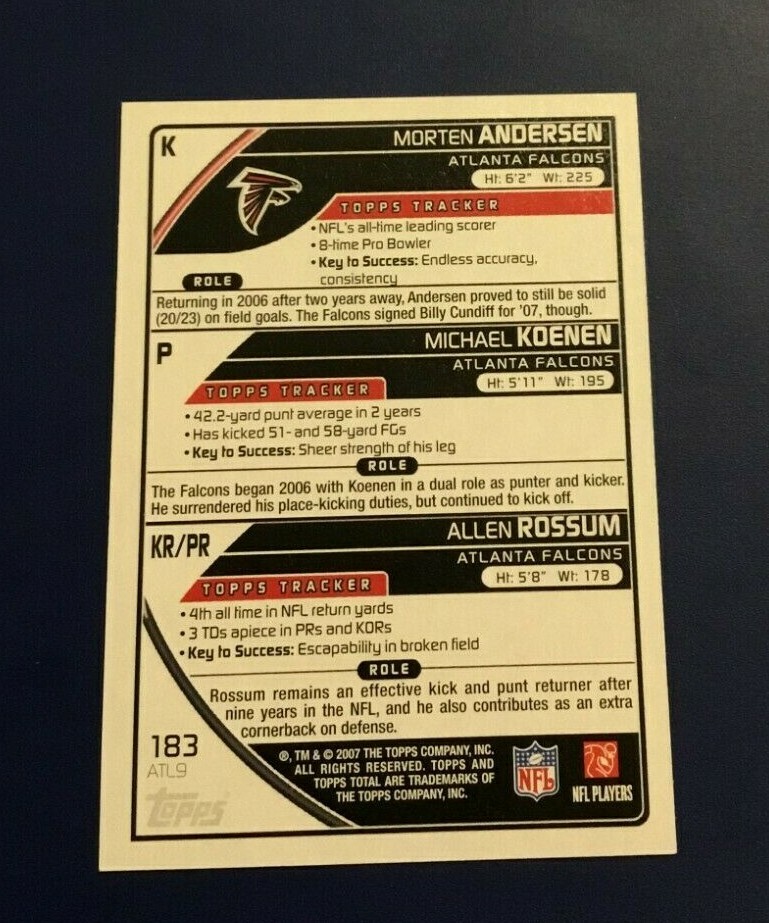 K
MORTEN ANDERSEN
ATLANTA FALCONS
Ht: 6'2" Wt: 225
TOPPS TRACKER
• NFL's all-time leading scorer
• 8-time Pro Bowler
• Key to Success: Endless accuracy,
consistency
ROLE
Returning in 2006 after two years away, Andersen proved to still be solid
(20/23) on field goals. The Falcons signed Billy Cundiff for '07, though.
P
MICHAEL KOENEN
ATLANTA FALCONS
Ht: 5'11" Wt: 195
TOPPS TRACKER
• 42.2-yard punt average in 2 years
• Has kicked 51- and 58-yard FGs
• Key to Success: Sheer strength of his leg
ROLE
The Falcons began 2006 with Koenen in a dual role as punter and kicker.
He surrendered his place-kicking duties, but continued to kick off.
KR/PR
ALLEN ROSSUM
ATLANTA FALCONS
Ht: 5'8" Wt: 178
TOPPS TRACKER
• 4th all time in NFL return yards
• 3 TDs apiece in PRs and KORs
• Key to Success: Escapability in broken field
ROLE
Rossum remains an effective kick and punt returner after
nine years in the NFL, and he also contributes as an extra
cornerback on defense.
183
ATL9
Topps
®, TM & © 2007 THE TOPPS COMPANY, INC.
ALL RIGHTS RESERVED. TOPPS AND
TOPPS TOTAL ARE TRADEMARKS OF
THE TOPPS COMPANY, INC.
NFL
NFL PLAYERS